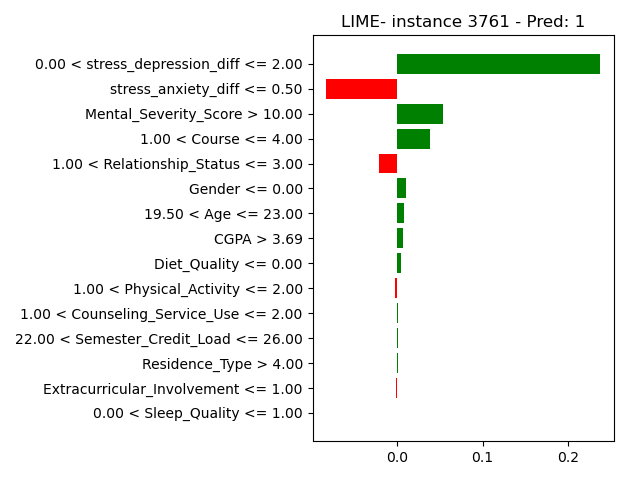 LIME- instance 3761 - Pred: 1
0.00 < stress_depression_diff <= 2.00
stress_anxiety_diff <= 0.50
Mental_Severity_Score > 10.00
1.00 < Course <= 4.00
1.00 < Relationship_Status <= 3.00
Gender <= 0.00
19.50 < Age <= 23.00
CGPA > 3.69
Diet_Quality <= 0.00
1.00 < Physical_Activity <= 2.00
1.00 < Counseling_Service_Use <= 2.00
22.00 < Semester_Credit_Load <= 26.00
Residence_Type > 4.00
Extracurricular_Involvement <= 1.00
0.00 < Sleep_Quality <= 1.00
0.0 0.1 0.2